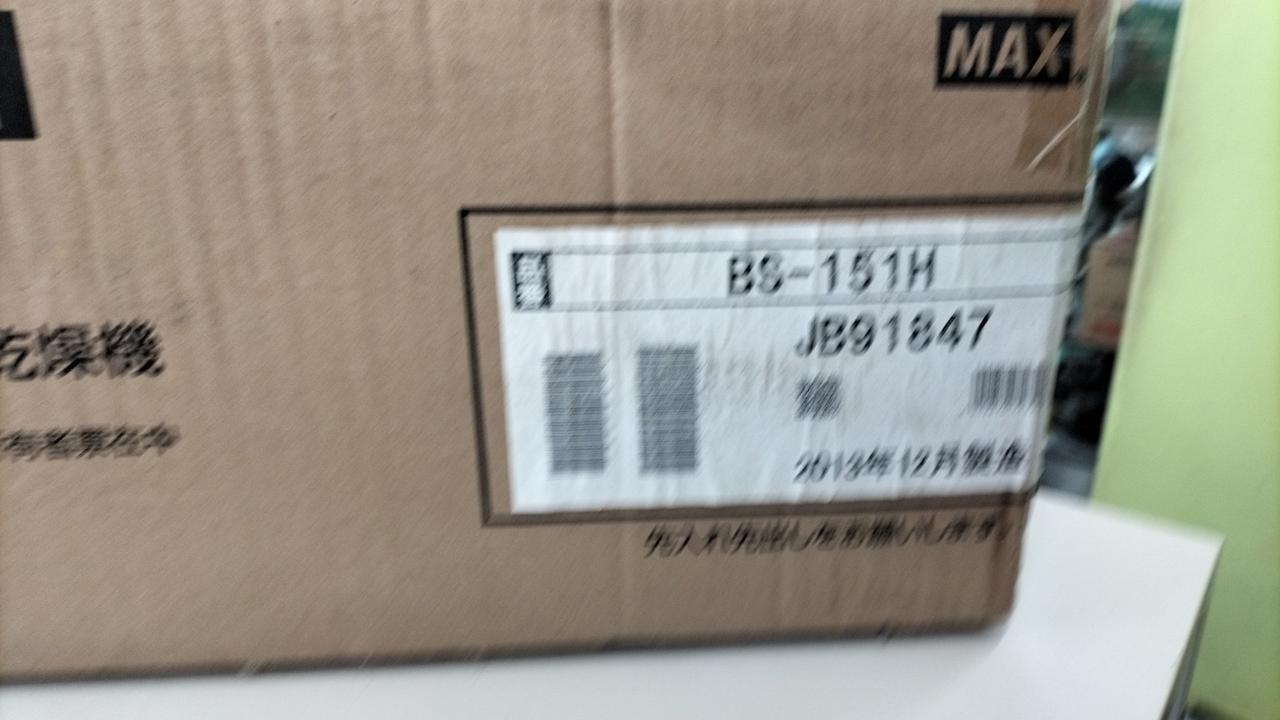 MAX
BS-151H
JB91847
乾燥機
2013年12月製造
先入れ先出しをお願いします。